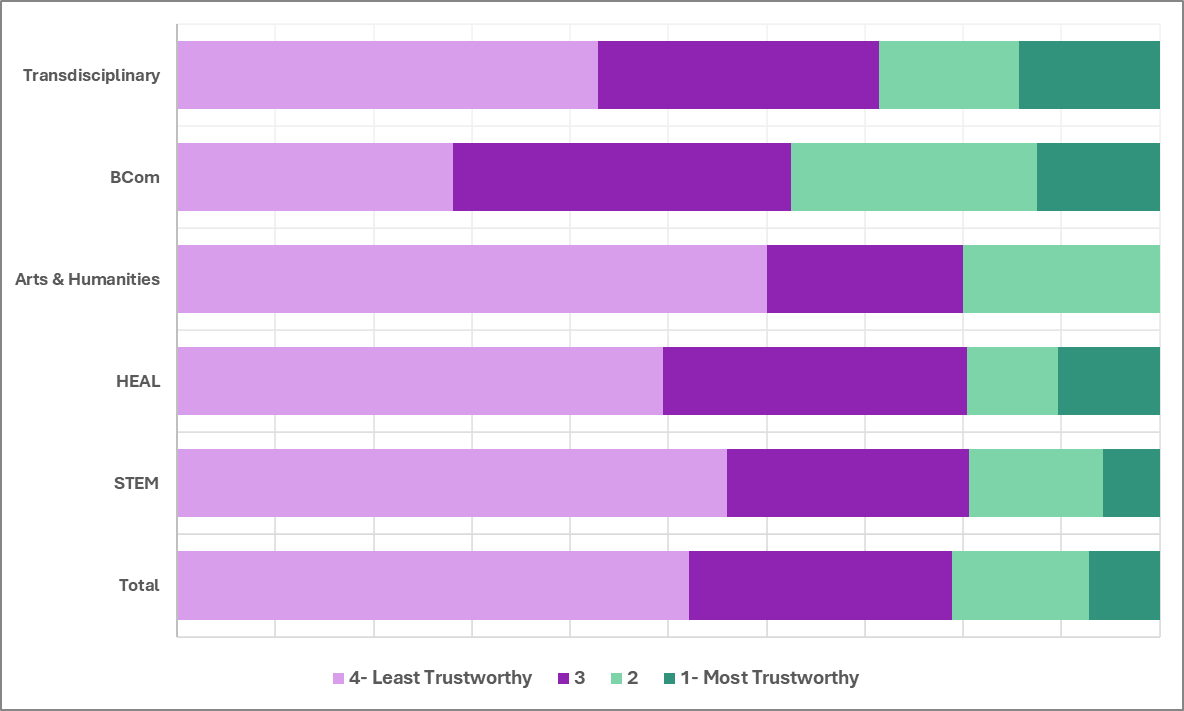 Transdisciplinary
BCom
Arts & Humanities
HEAL
STEM
Total
4- Least Trustworthy 3 2 1- Most Trustworthy